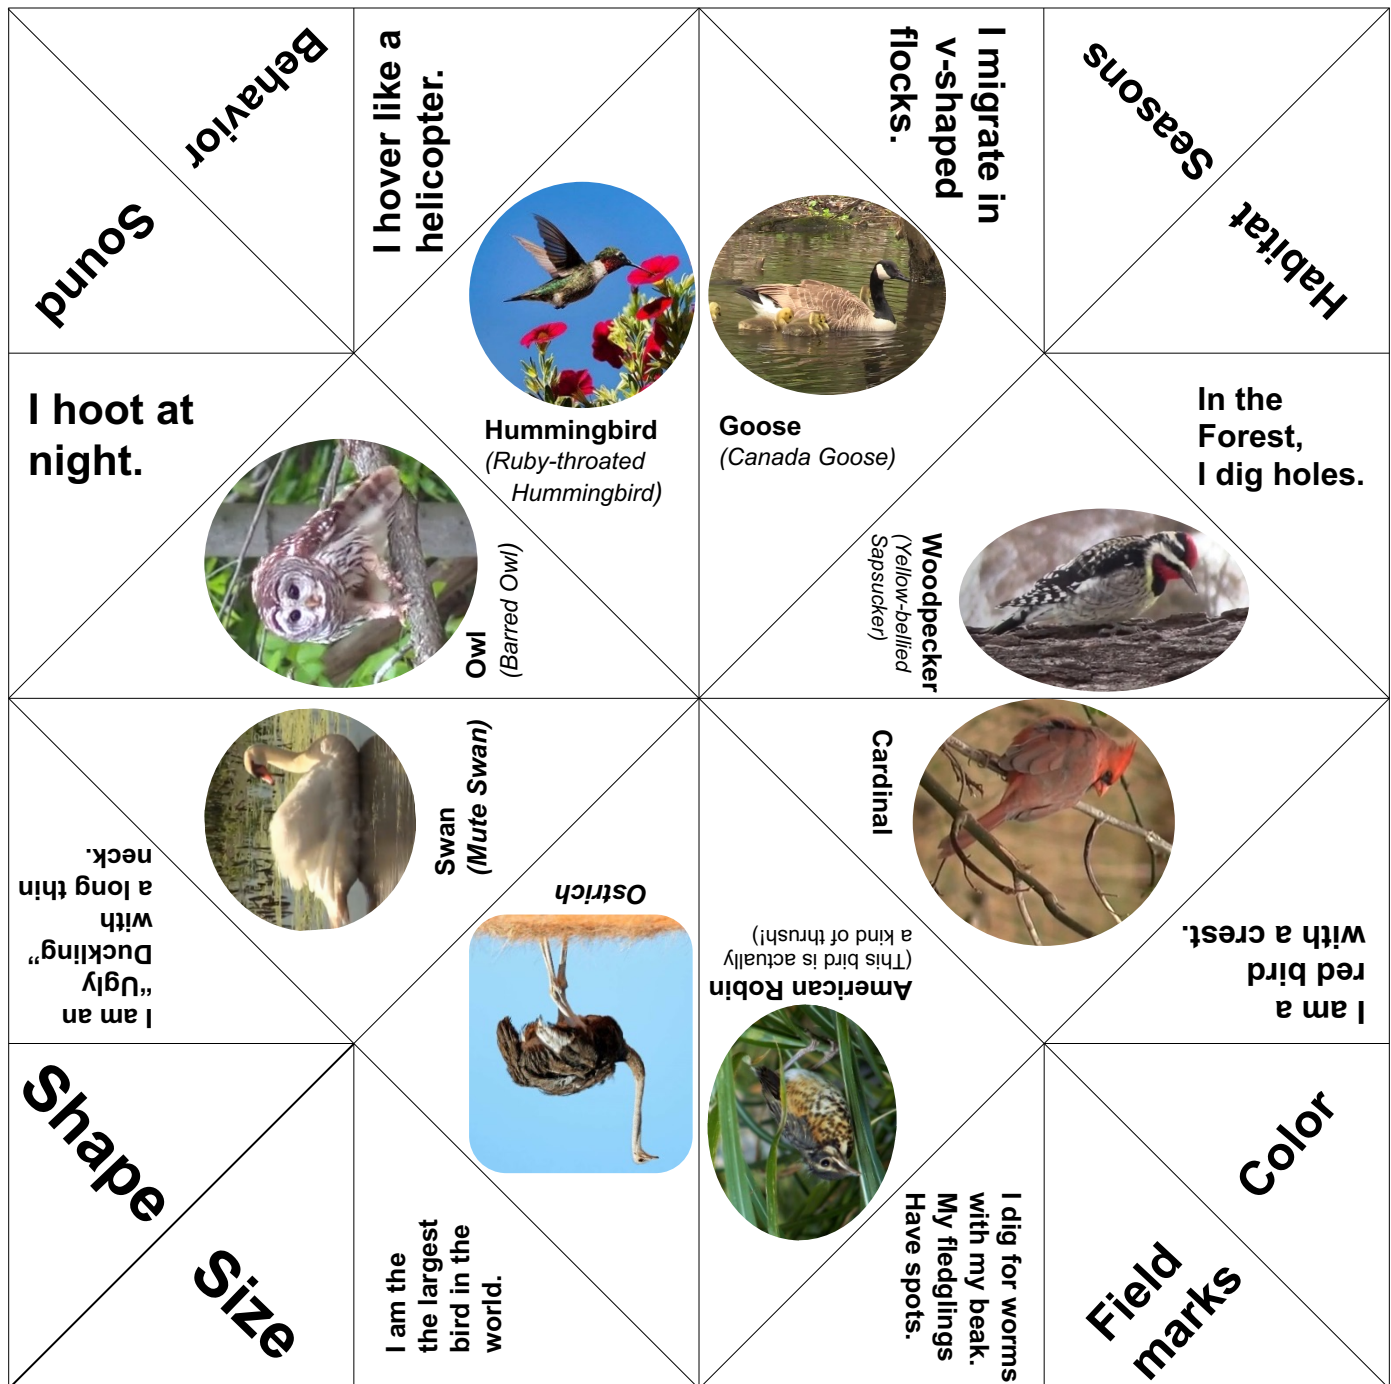 Behavior
Sound
I hover like a
helicopter.
I migrate in
v-shaped
flocks.
Seasons
Habitat
I hoot at
night.
Hummingbird
(Ruby-throated
Hummingbird)
Goose
(Canada Goose)
In the
Forest,
I dig holes.
Owl
(Barred Owl)
Woodpecker
(Yellow-bellied
Sapsucker)
Swan
(Mute Swan)
Cardinal
I am an
"Ugly
Duckling"
with
a long thin
neck.
Ostrich
American Robin
(This bird is actually
a kind of thrush!)
I am a
red bird
with a crest.
Shape
Size
I am the
the largest
bird in the
world.
I dig for worms
with my beak.
My fledglings
Have spots.
Color
Field
marks